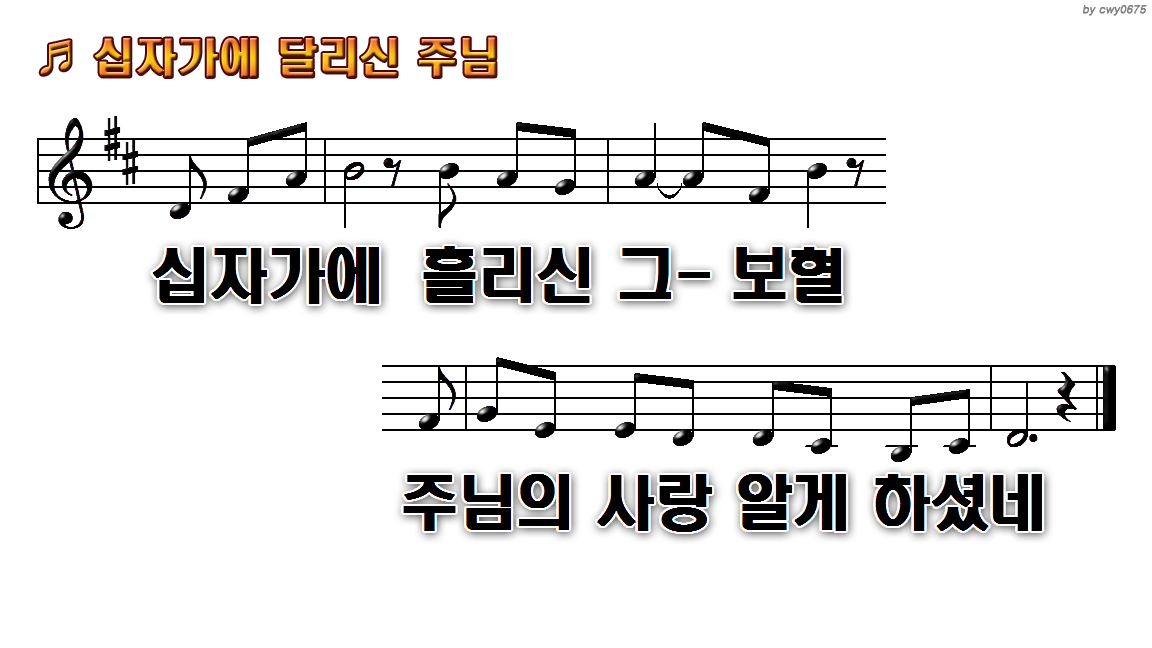 by cwy0675
♬ 십자가에 달리신 주님
십자가에 흘리신 그- 보혈
주님의 사랑 알게 하셨네